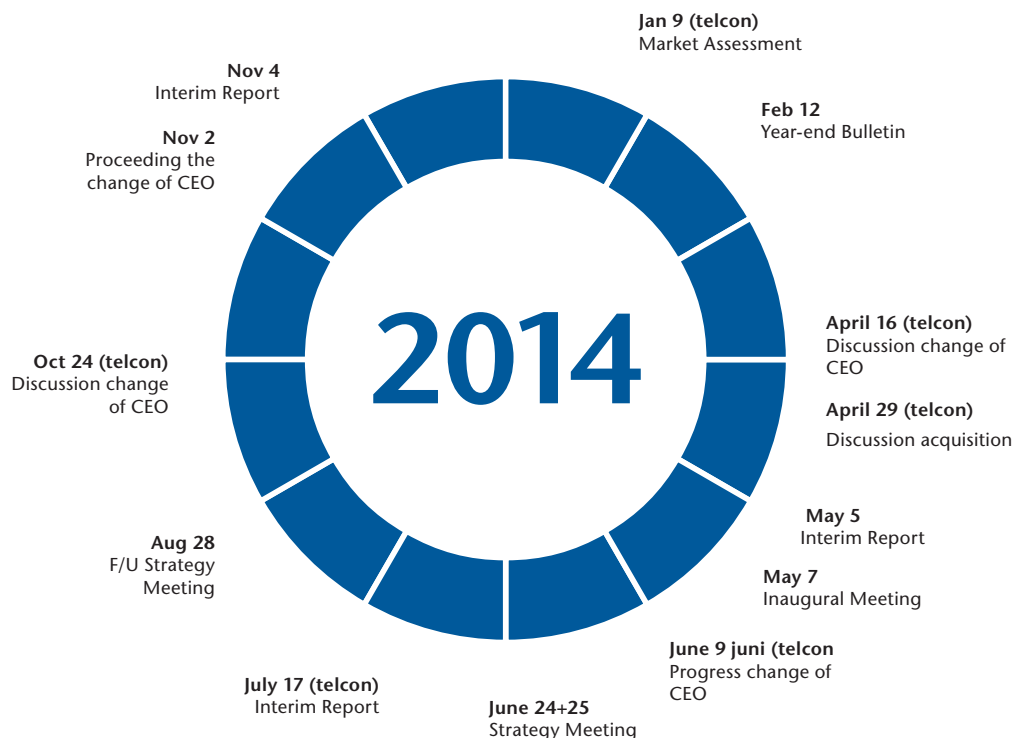 Jan 9 (telcon)
Market Assessment
Feb 12
Year-end Bulletin
April 16 (telcon)
Discussion change of
CEO
April 29 (telcon)
Discussion acquisition
May 5
Interim Report
May 7
Inaugural Meeting
June 9 juni (telcon
Progress change of
CEO
June 24+25
Strategy Meeting
July 17 (telcon)
Interim Report
Aug 28
F/U Strategy
Meeting
Oct 24 (telcon)
Discussion change
of CEO
Nov 2
Proceeding the
change of CEO
Nov 4
Interim Report
2014